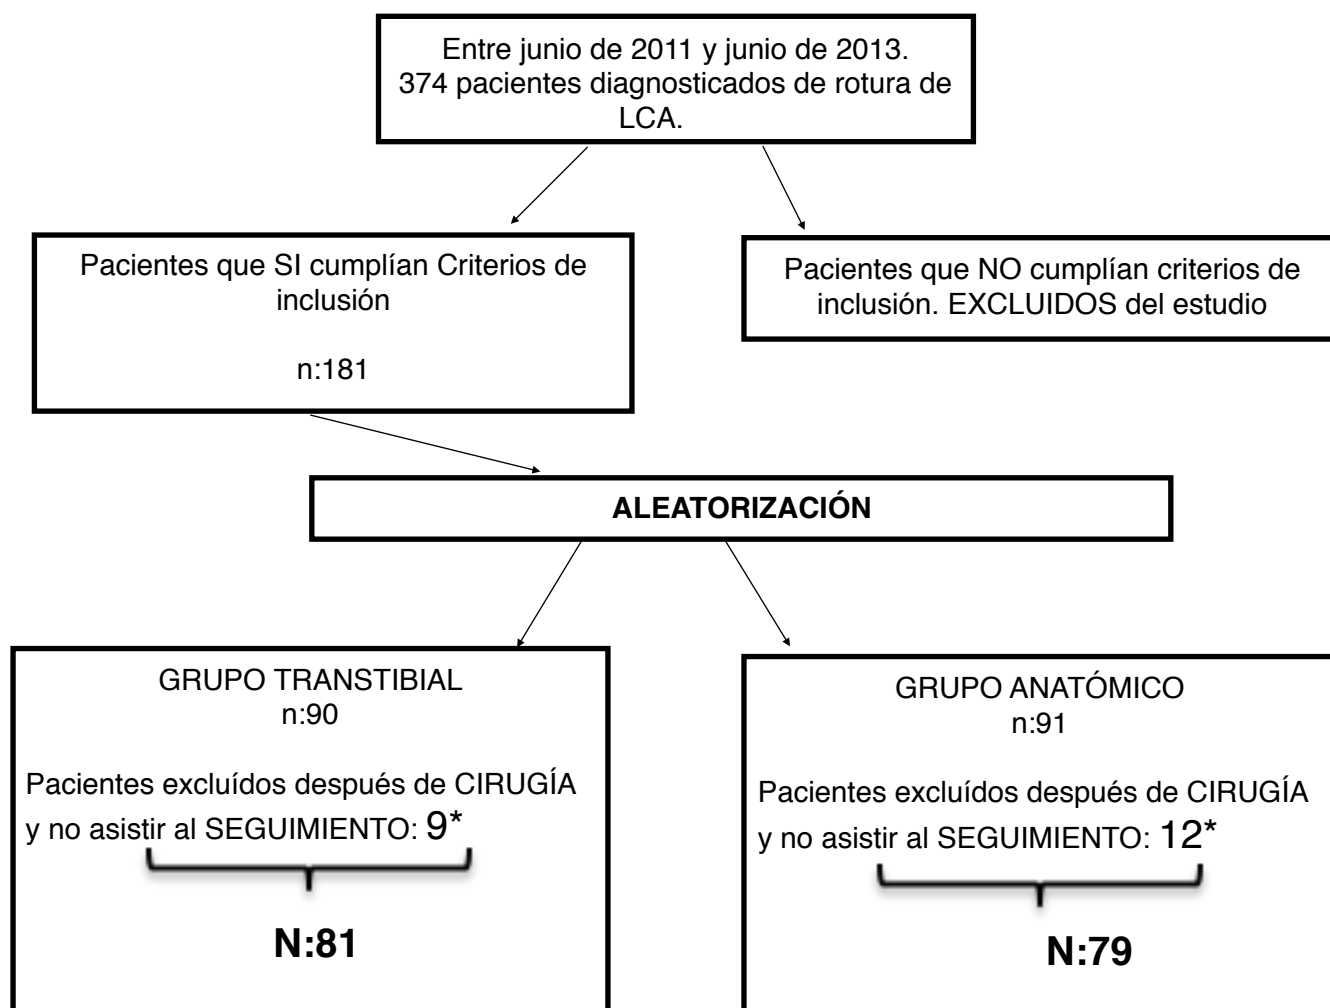 Entre junio de 2011 y junio de 2013.
374 pacientes diagnosticados de rotura de
LCA.
Pacientes que SI cumplían Criterios de
inclusión
n:181
Pacientes que NO cumplían criterios de
inclusión. EXCLUIDOS del estudio
ALEATORIZACIÓN
GRUPO TRANSTIBIAL
n:90
Pacientes excluídos después de CIRUGÍA
y no asistir al SEGUIMIENTO: 9*
N:81
GRUPO ANATÓMICO
n:91
Pacientes excluídos después de CIRUGÍA
y no asistir al SEGUIMIENTO: 12*
N:79